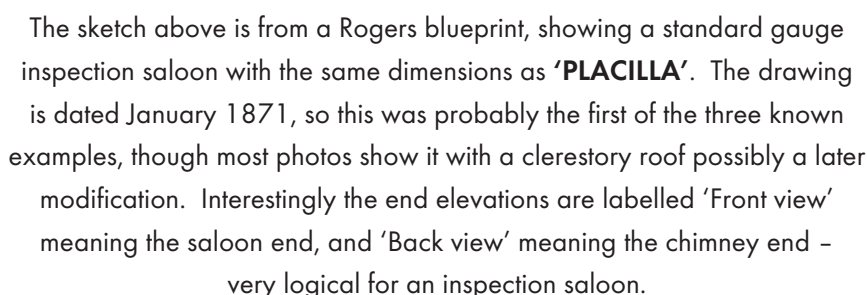 The sketch above is from a Rogers blueprint, showing a standard gauge
inspection saloon with the same dimensions as ‘PLACILLA’.  The drawing
is dated January 1871, so this was probably the first of the three known
examples, though most photos show it with a clerestory roof possibly a later
modification.  Interestingly the end elevations are labelled ‘Front view’
meaning the saloon end, and ‘Back view’ meaning the chimney end –
very logical for an inspection saloon.